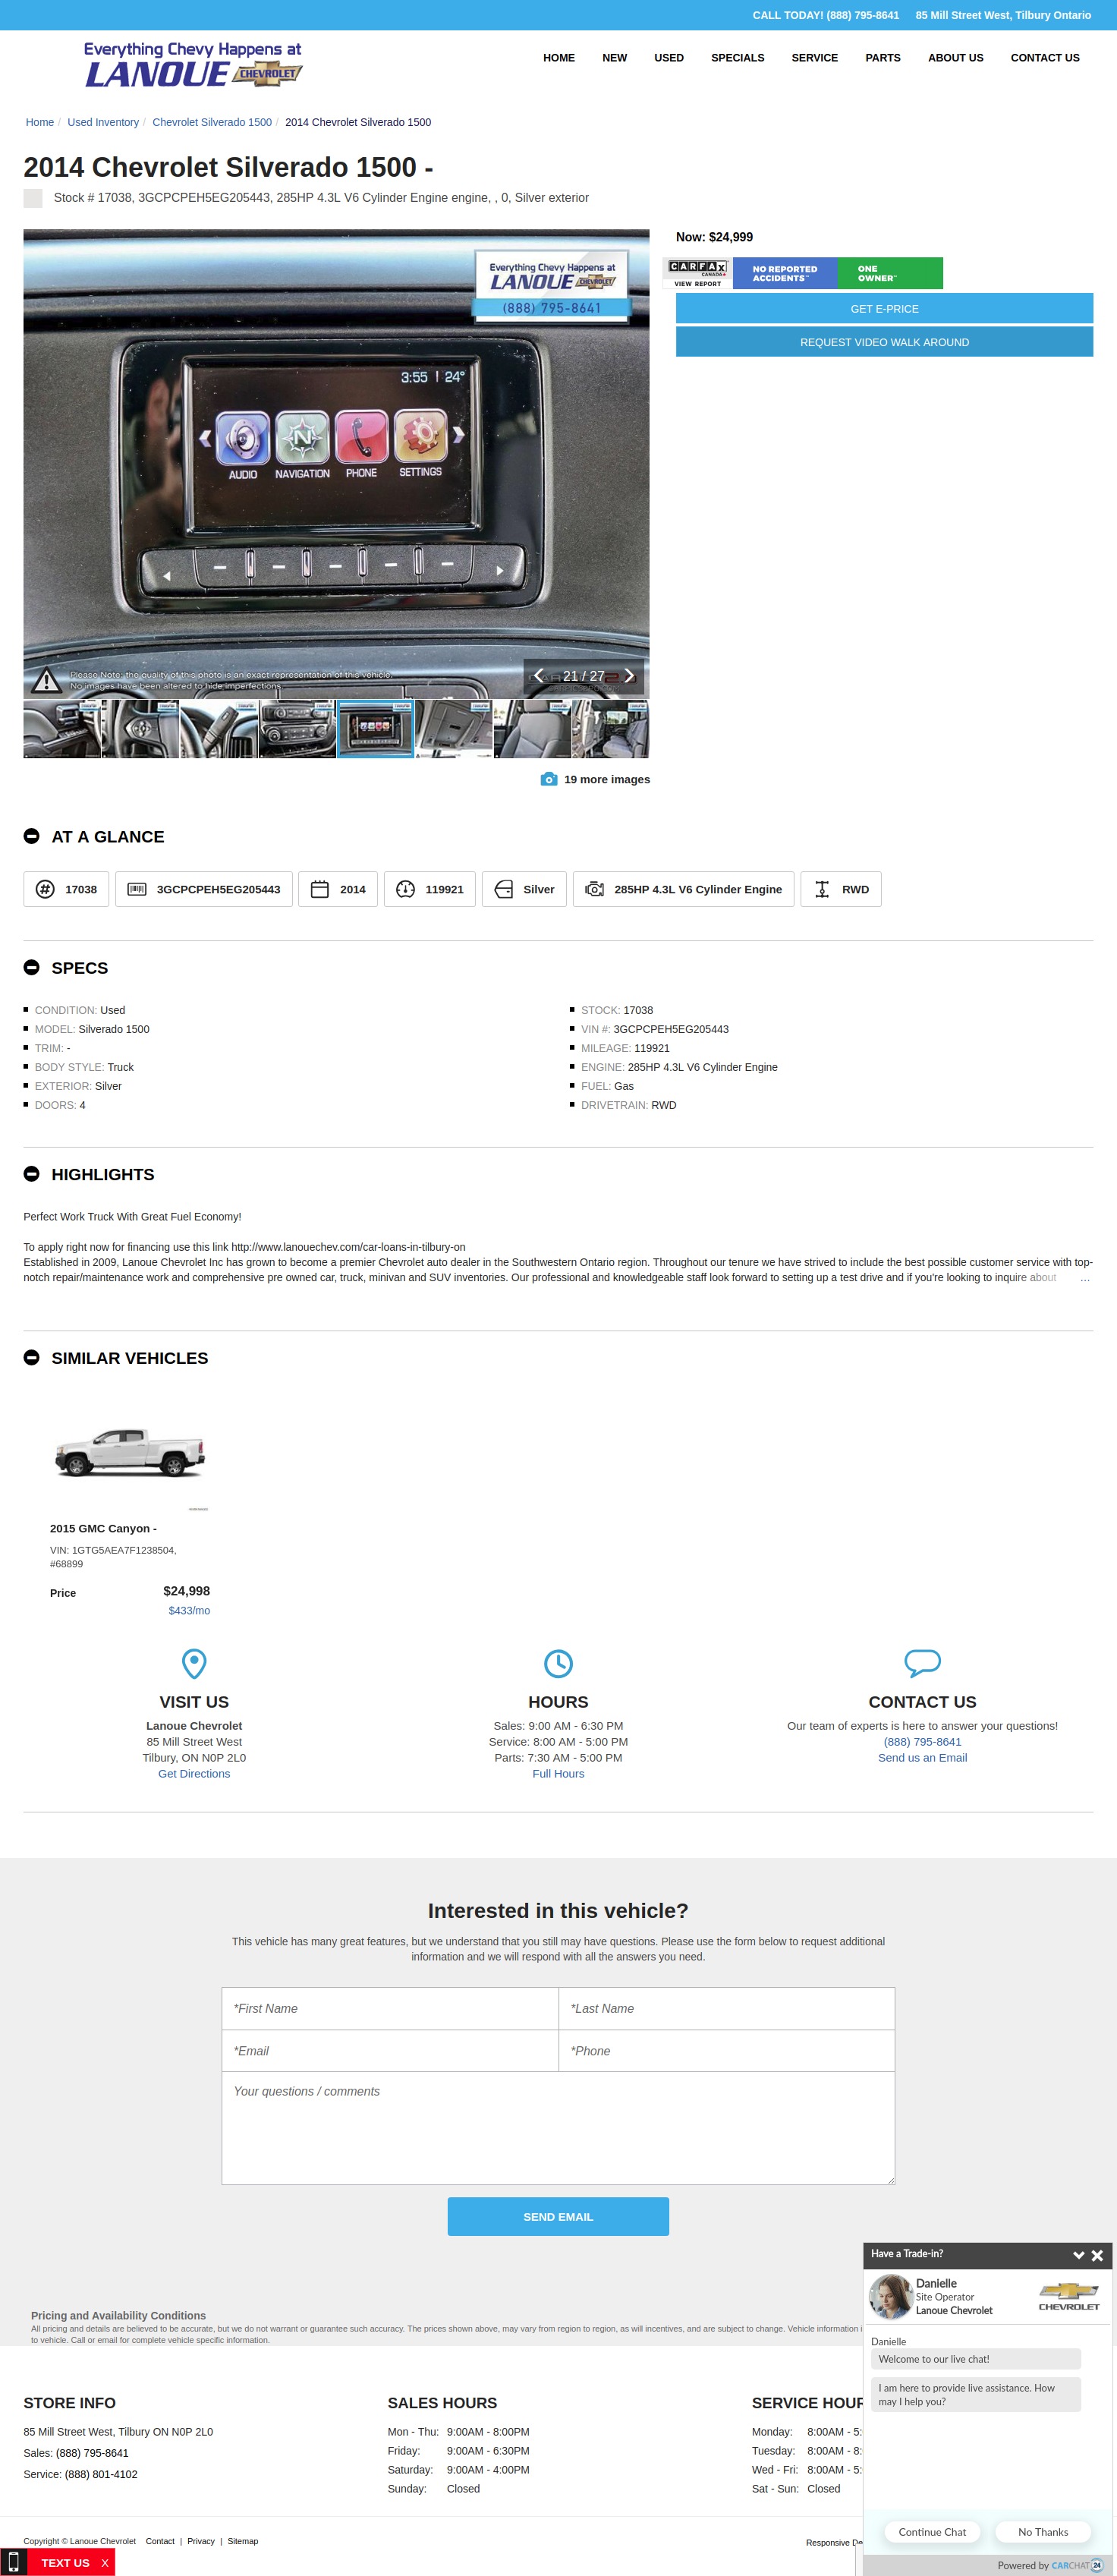 CALL TODAY! (888) 795-8641 85 Mill Street West, Tilbury Ontario
Everything Chevy Happens at
LANOUE CHEVROLET
HOME NEW USED SPECIALS SERVICE PARTS ABOUT US CONTACT US
Home / Used Inventory / Chevrolet Silverado 1500 / 2014 Chevrolet Silverado 1500
2014 Chevrolet Silverado 1500 -
Stock # 17038, 3GCPCPEH5EG205443, 285HP 4.3L V6 Cylinder Engine engine, , 0, Silver exterior
Everything Chevy Happens at
LANOUE CHEVROLET
(888) 795-8641
3:55 | 24°
AUDIO NAVIGATION PHONE SETTINGS
Please Note: the quality of this photo is an exact representation of this vehicle.
No images have been altered to hide imperfections
21 / 27
19 more images
Now: $24,999
CARFAX CANADA
VIEW REPORT
NO REPORTED ACCIDENTS™
ONE OWNER™
GET E-PRICE
REQUEST VIDEO WALK AROUND
AT A GLANCE
17038 3GCPCPEH5EG205443 2014 119921 Silver 285HP 4.3L V6 Cylinder Engine RWD
SPECS
CONDITION: Used
MODEL: Silverado 1500
TRIM: -
BODY STYLE: Truck
EXTERIOR: Silver
DOORS: 4
STOCK: 17038
VIN #: 3GCPCPEH5EG205443
MILEAGE: 119921
ENGINE: 285HP 4.3L V6 Cylinder Engine
FUEL: Gas
DRIVETRAIN: RWD
HIGHLIGHTS
Perfect Work Truck With Great Fuel Economy!
To apply right now for financing use this link http://www.lanouechev.com/car-loans-in-tilbury-on
Established in 2009, Lanoue Chevrolet Inc has grown to become a premier Chevrolet auto dealer in the Southwestern Ontario region. Throughout our tenure we have strived to include the best possible customer service with top-
notch repair/maintenance work and comprehensive pre owned car, truck, minivan and SUV inventories. Our professional and knowledgeable staff look forward to setting up a test drive and if you're looking to inquire about ...
SIMILAR VEHICLES
2015 GMC Canyon -
VIN: 1GTG5AEA7F1238504,
#68899
Price $24,998
$433/mo
VISIT US
Lanoue Chevrolet
85 Mill Street West
Tilbury, ON N0P 2L0
Get Directions
HOURS
Sales: 9:00 AM - 6:30 PM
Service: 8:00 AM - 5:00 PM
Parts: 7:30 AM - 5:00 PM
Full Hours
CONTACT US
Our team of experts is here to answer your questions!
(888) 795-8641
Send us an Email
Interested in this vehicle?
This vehicle has many great features, but we understand that you still may have questions. Please use the form below to request additional
information and we will respond with all the answers you need.
*First Name *Last Name
*Email *Phone
Your questions / comments
SEND EMAIL
Pricing and Availability Conditions
All pricing and details are believed to be accurate, but we do not warrant or guarantee such accuracy. The prices shown above, may vary from region to region, as will incentives, and are subject to change. Vehicle information i
to vehicle. Call or email for complete vehicle specific information.
Have a Trade-in?
Danielle
Site Operator
Lanoue Chevrolet
CHEVROLET
Danielle
Welcome to our live chat!
I am here to provide live assistance. How
may I help you?
Continue Chat No Thanks
Powered by CARCHAT 24
STORE INFO
85 Mill Street West, Tilbury ON N0P 2L0
Sales: (888) 795-8641
Service: (888) 801-4102
SALES HOURS
Mon - Thu: 9:00AM - 8:00PM
Friday: 9:00AM - 6:30PM
Saturday: 9:00AM - 4:00PM
Sunday: Closed
SERVICE HOUR
Monday: 8:00AM - 5:
Tuesday: 8:00AM - 8:
Wed - Fri: 8:00AM - 5:
Sat - Sun: Closed
Copyright © Lanoue Chevrolet Contact | Privacy | Sitemap
Responsive De
TEXT US X